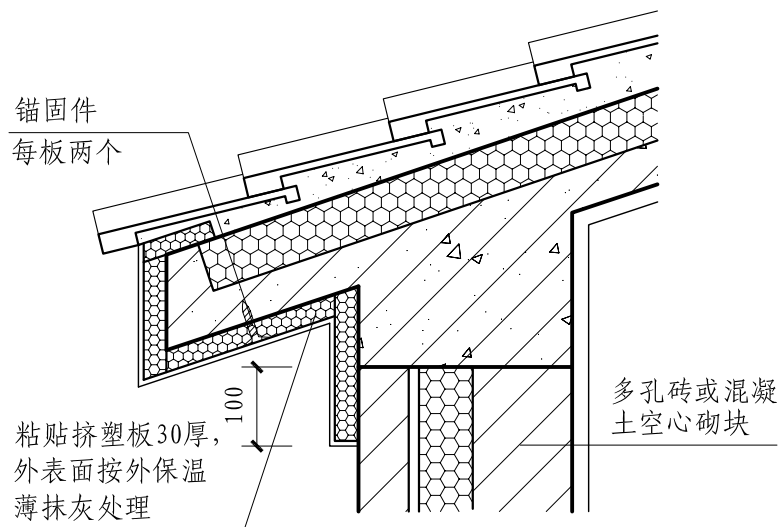 锚固件
每板两个
100
多孔砖或混凝
土空心砌块
粘贴挤塑板30厚,
外表面按外保温
薄抹灰处理